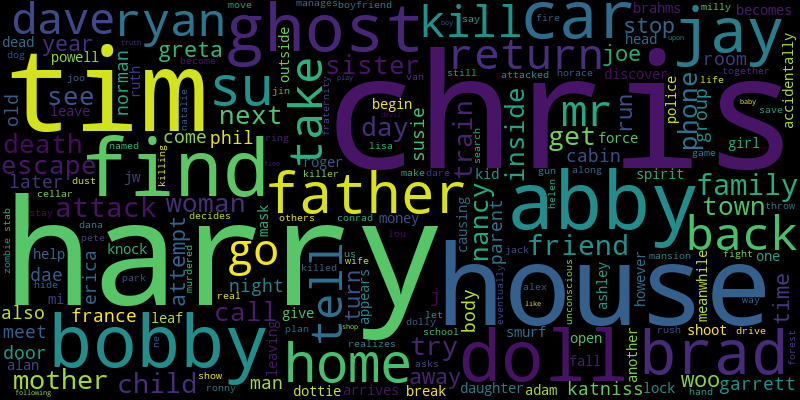 dave ryan ghost kill car jay brahms milly becomes
dead year powell greta outside stop joe room
tim su sister return head discover
old see norman ruth next take begin day susie train mr run phone police group life together accidentally
death leave come phil jin inside get force girl
escape find lisa kid cabin spirit
later jw dust woman father abby family
cellar attack go nancy town back
harry house friend
knock mask tell body parent
dae erica attempt night turn appears
help mi call j ashley however meanwhile one time
also france leaf give smurf shoot drive
meet bobby home try doll open another brad
door alan man away fall woo
mother child dottie arrives break daughter adam katniss lock garrett
chris
move manages boyfriend say fire
dog truth become natalie fraternity play van still attacked horace search
named killing ring roger killer make dare
zombie stab stay dana pete hide park decides murdered others conrad money lou causing
killed us wife real plan shop realizes let dolly school asks
jack alex eventually like unconscious helen along gun game save baby upon throw
mansion fight way rush forest hand
following show ronny leaving